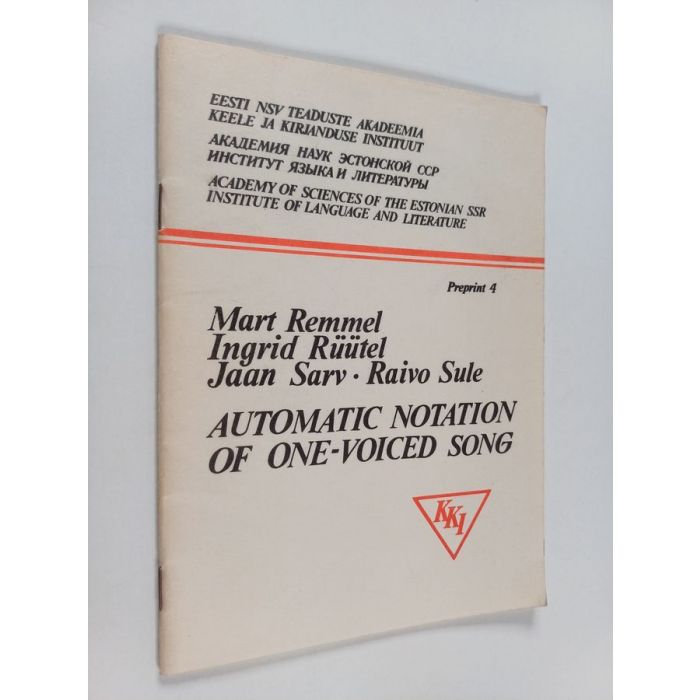 EESTI NSV TEADUSTE AKADEEMIA
KEELE JA KIRJANDUSE INSTITUUT
АКАДЕМИЯ НАУК ЭСТОНСКОЙ ССР
ИНСТИТУТ ЯЗЫКА И ЛИТЕРАТУРЫ
ACADEMY OF SCIENCES OF THE ESTONIAN SSR
INSTITUTE OF LANGUAGE AND LITERATURE
Preprint 4
Mart Remmel
Ingrid Rüütel
Jaan Sarv · Raivo Sule
AUTOMATIC NOTATION
OF ONE-VOICED SONG
KKI